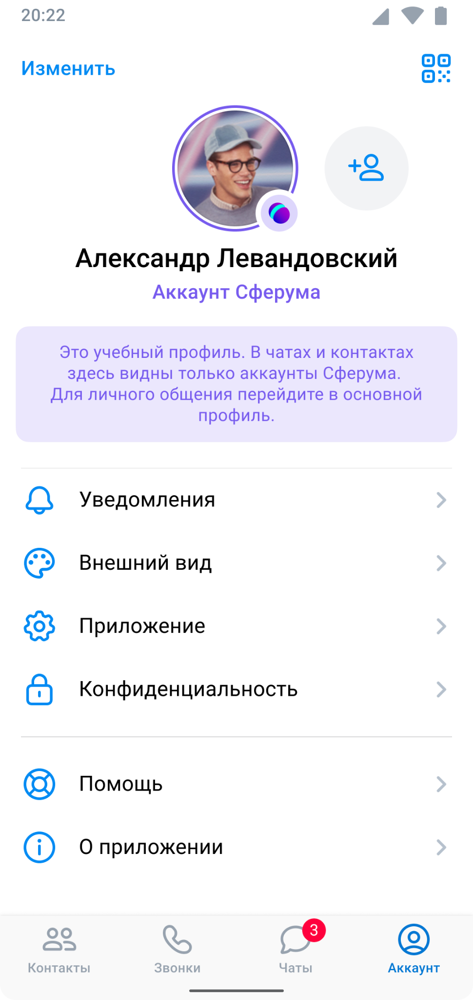 20:22
Изменить
Александр Левандовский
Аккаунт Сферума
Это учебный профиль. В чатах и контактах
здесь видны только аккаунты Сферума.
Для личного общения перейдите в основной
профиль.
Уведомления
Внешний вид
Приложение
Конфиденциальность
Помощь
О приложении
3
Контакты Звонки Чаты Аккаунт